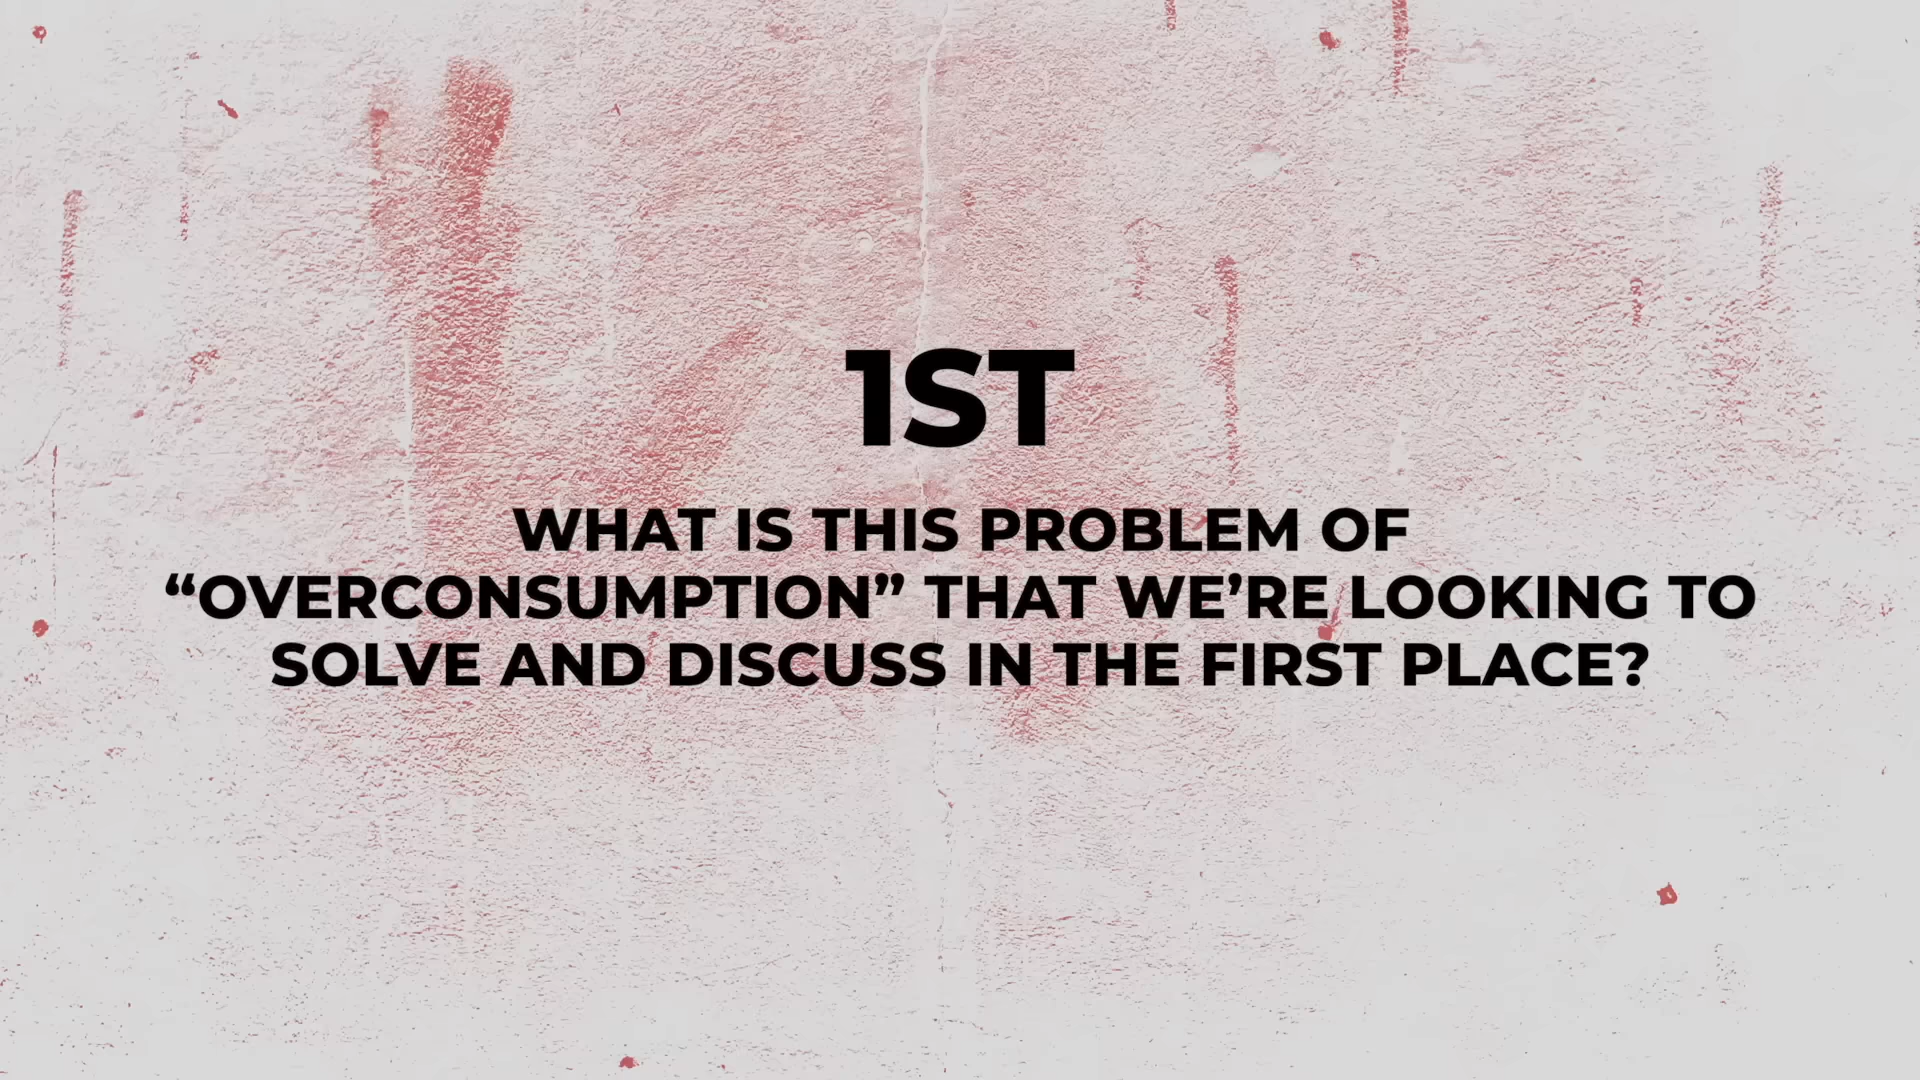 1ST
WHAT IS THIS PROBLEM OF
“OVERCONSUMPTION” THAT WE’RE LOOKING TO
SOLVE AND DISCUSS IN THE FIRST PLACE?